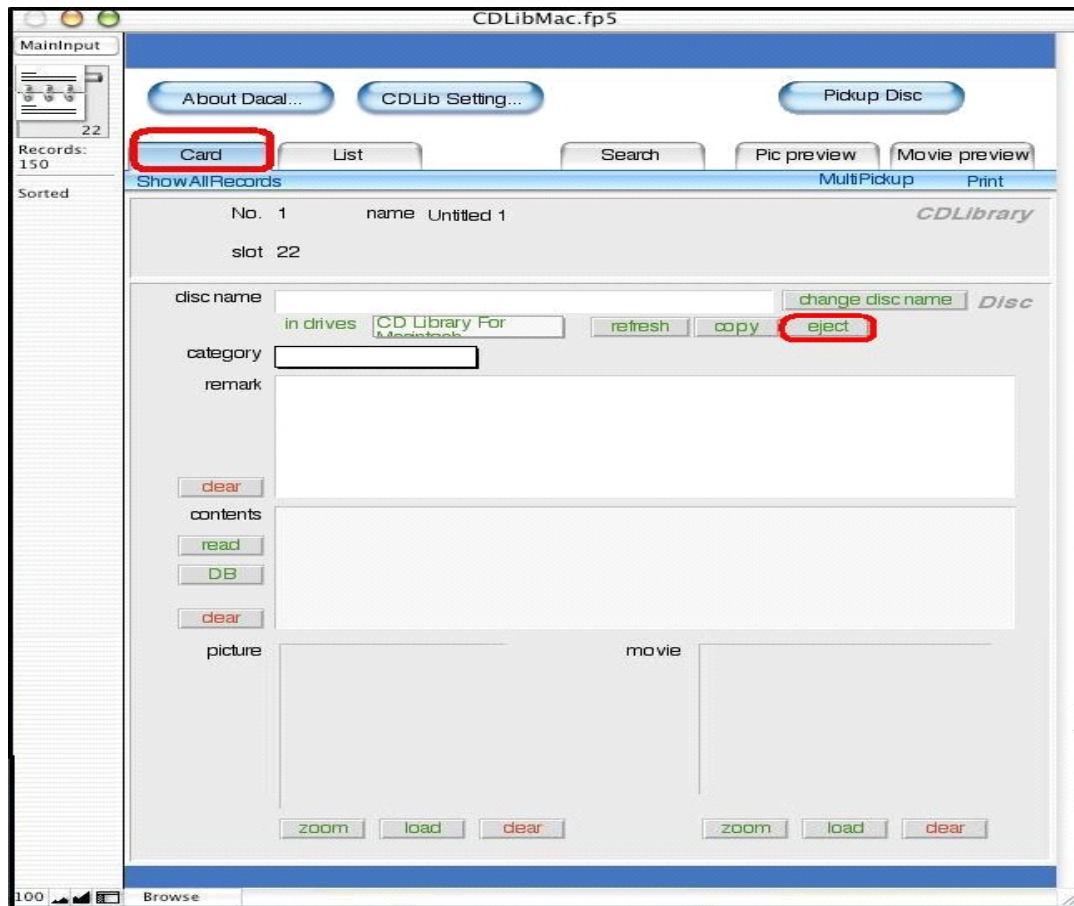 CDLibMac.fp5
MainInput
22
Records:
150
Sorted
About Dacal... CDLib Setting... Pickup Disc
Card List Search Pic preview Movie preview
ShowAllRecords MultiPickup Print
No. 1 name Untitled 1 CDLibrary
slot 22
disc name change disc name Disc
in drives CD Library For Macintosh refresh copy eject
category
remark
clear
contents
read
DB
clear
picture movie
zoom load clear zoom load clear
100 Browse